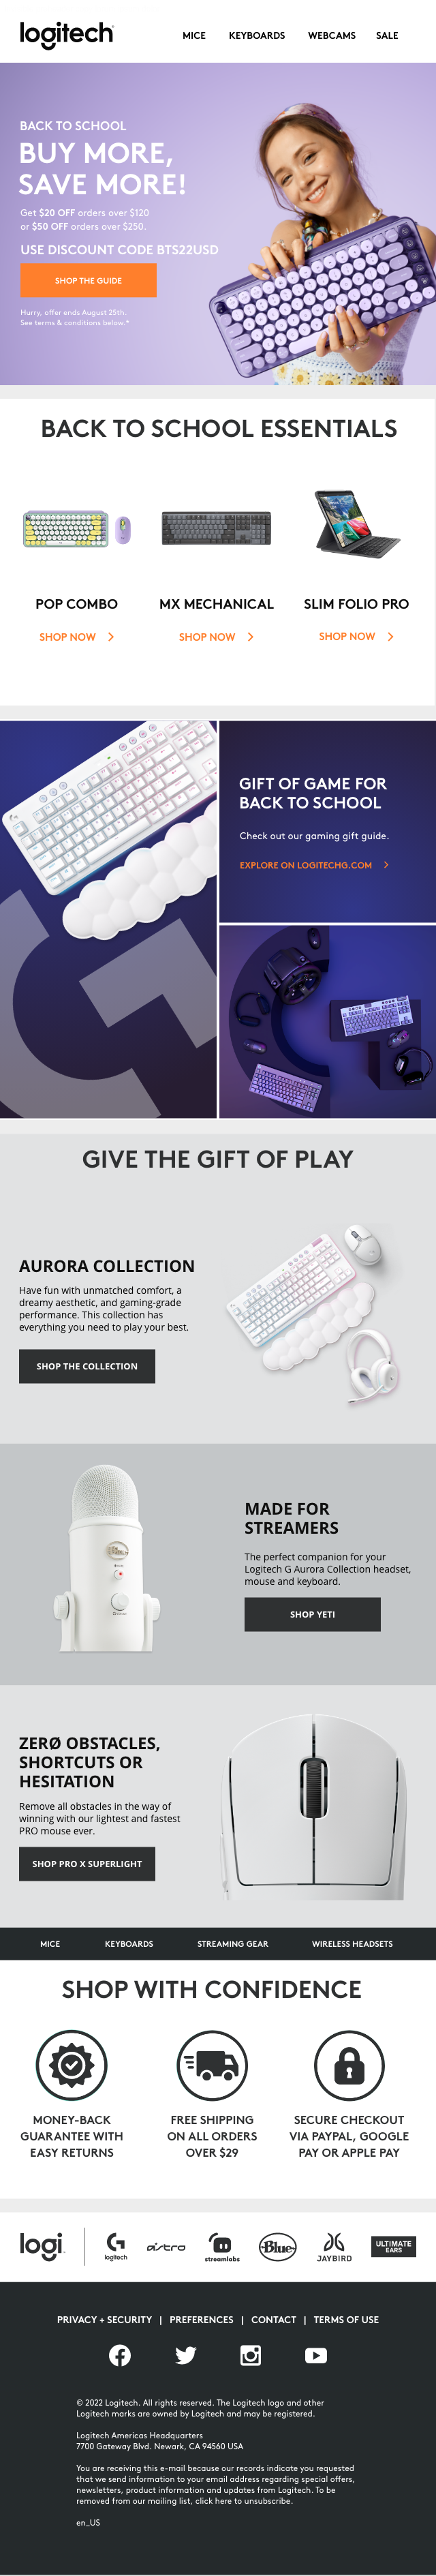 logitech
MICE KEYBOARDS WEBCAMS SALE
BACK TO SCHOOL
BUY MORE,
SAVE MORE!
Get $20 OFF orders over $120
or $50 OFF orders over $250.
USE DISCOUNT CODE BTS22USD
SHOP THE GUIDE
Hurry, offer ends August 25th.
See terms & conditions below.*
BACK TO SCHOOL ESSENTIALS
POP COMBO
SHOP NOW
MX MECHANICAL
SHOP NOW
SLIM FOLIO PRO
SHOP NOW
GIFT OF GAME FOR
BACK TO SCHOOL
Check out our gaming gift guide.
EXPLORE ON LOGITECHG.COM
GIVE THE GIFT OF PLAY
AURORA COLLECTION
Have fun with unmatched comfort, a
dreamy aesthetic, and gaming-grade
performance. This collection has
everything you need to play your best.
SHOP THE COLLECTION
MADE FOR
STREAMERS
The perfect companion for your
Logitech G Aurora Collection headset,
mouse and keyboard.
SHOP YETI
ZERØ OBSTACLES,
SHORTCUTS OR
HESITATION
Remove all obstacles in the way of
winning with our lightest and fastest
PRO mouse ever.
SHOP PRO X SUPERLIGHT
MICE KEYBOARDS STREAMING GEAR WIRELESS HEADSETS
SHOP WITH CONFIDENCE
MONEY-BACK
GUARANTEE WITH
EASY RETURNS
FREE SHIPPING
ON ALL ORDERS
OVER $29
SECURE CHECKOUT
VIA PAYPAL, GOOGLE
PAY OR APPLE PAY
logi
logitech
astro
streamlabs
Blue
JAYBIRD
ULTIMATE
EARS
PRIVACY + SECURITY | PREFERENCES | CONTACT | TERMS OF USE
© 2022 Logitech. All rights reserved. The Logitech logo and other
Logitech marks are owned by Logitech and may be registered.
Logitech Americas Headquarters
7700 Gateway Blvd. Newark, CA 94560 USA
You are receiving this e-mail because our records indicate you requested
that we send information to your email address regarding special offers,
newsletters, product information and updates from Logitech. To be
removed from our mailing list, click here to unsubscribe.
en_US